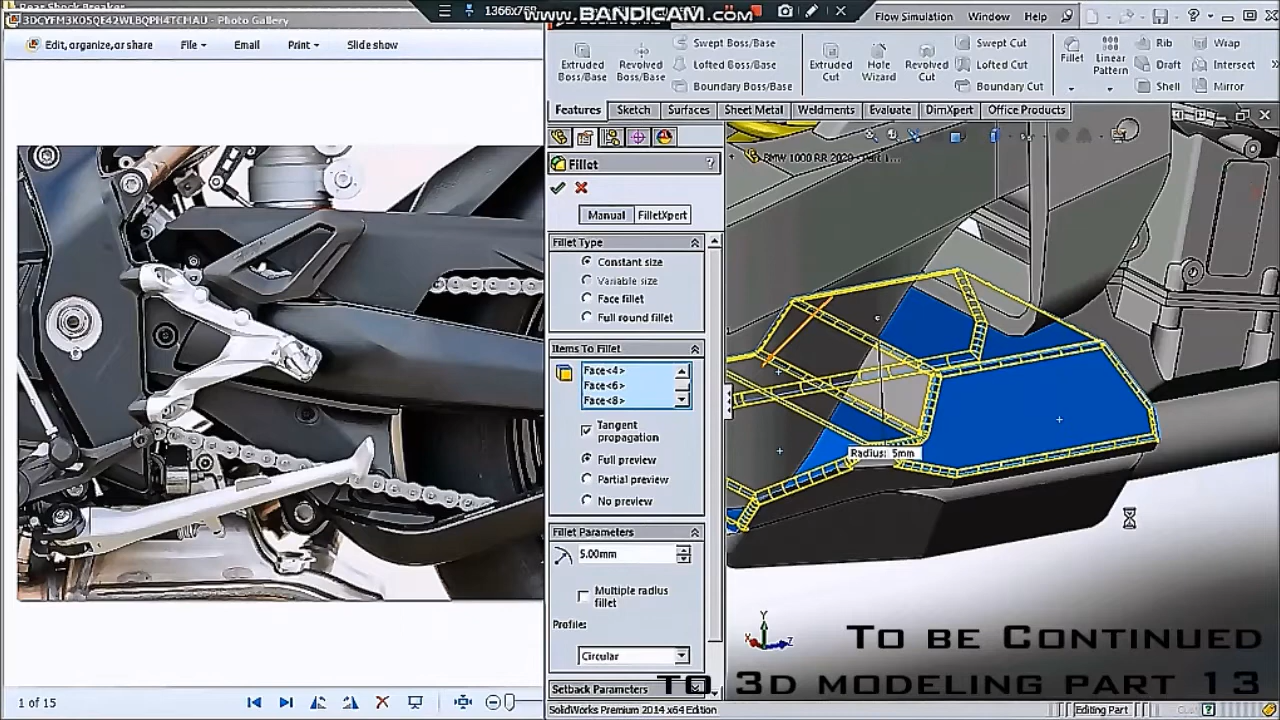 3DCYFM3K05QE42WLBQPH4TCMAU - Photo Gallery
Edit, organize, or share File Email Print Slide show
1 of 15
1366x768
www.BANDICAM.com
Flow Simulation Window Help
Extruded Boss/Base
Revolved Boss/Base
Swept Boss/Base
Lofted Boss/Base
Boundary Boss/Base
Extruded Cut
Hole Wizard
Revolved Cut
Swept Cut
Lofted Cut
Boundary Cut
Fillet
Linear Pattern
Rib
Draft
Shell
Wrap
Intersect
Mirror
Features Sketch Surfaces Sheet Metal Weldments Evaluate DimXpert Office Products
Fillet ?
Manual FilletXpert
Fillet Type
Constant size
Variable size
Face fillet
Full round fillet
Items To Fillet
Face<4>
Face<6>
Face<8>
Tangent
propagation
Full preview
Partial preview
No preview
Fillet Parameters
5.00mm
Multiple radius
fillet
Profile:
Circular
Setback Parameters
Radius: 5mm
Y
X
Z
To be Continued
to 3d modeling part 13
SolidWorks Premium 2014 x64 Edition
Editing Part